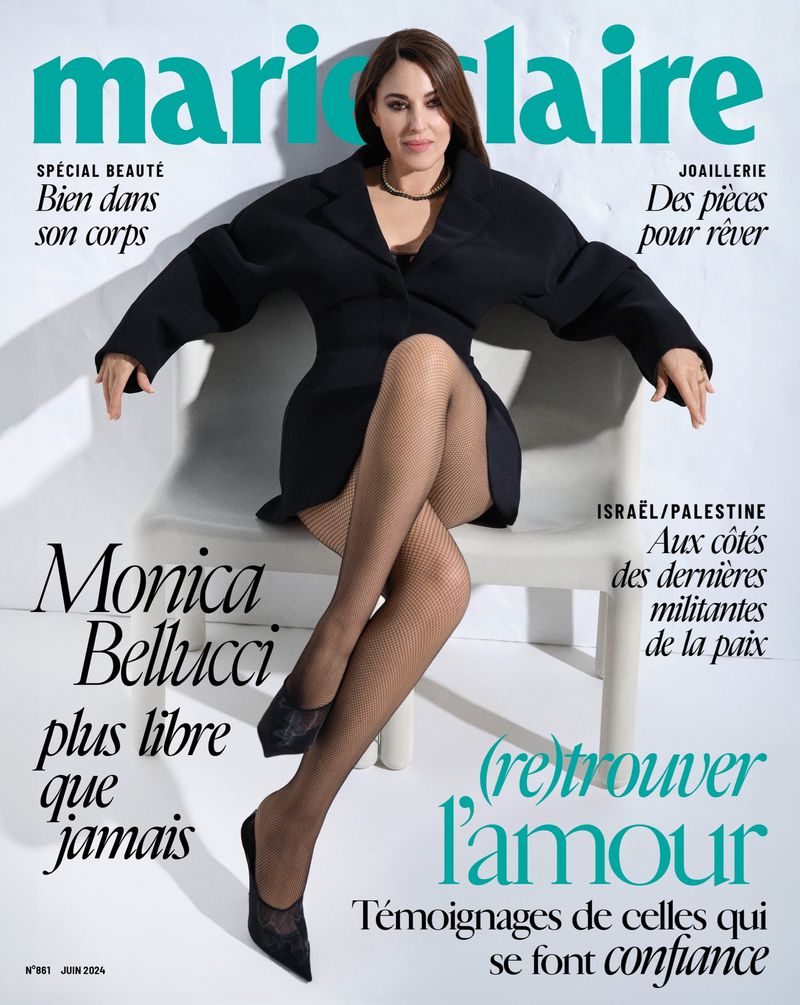 marie claire
SPÉCIAL BEAUTÉ
Bien dans
son corps
JOAILLERIE
Des pièces
pour rêver
ISRAËL/PALESTINE
Aux côtés
des dernières
militantes
de la paix
Monica
Bellucci
plus libre
que
jamais
(re)trouver
l'amour
Témoignages de celles qui
se font confiance
N°861 JUIN 2024